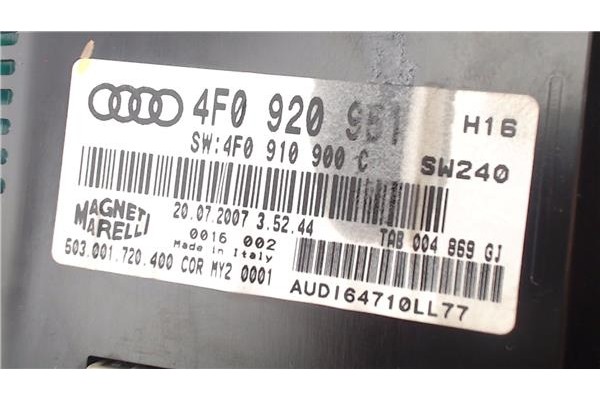 4F0 920 951 H16
SW:4F0 910 900 C SW240
MAGNETI MARELLI
20.07.2007 3.52.44 TAB 004 869 GJ
0016 002
Made in Italy
503.001.720.400 COR MY2 0001
AUDI64710LL77